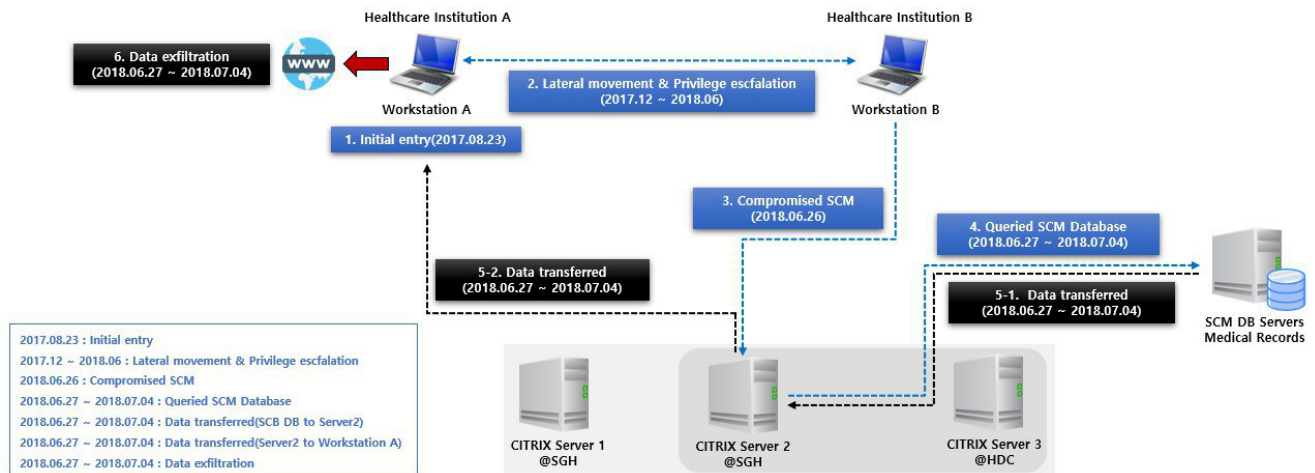 Healthcare Institution A
Healthcare Institution B
6. Data exfiltration
(2018.06.27 ~ 2018.07.04)
WWW
2. Lateral movement & Privilege escfalation
(2017.12 ~ 2018.06)
Workstation A
Workstation B
1. Initial entry(2017.08.23)
3. Compromised SCM
(2018.06.26)
4. Queried SCM Database
(2018.06.27 ~ 2018.07.04)
5-2. Data transferred
(2018.06.27 ~ 2018.07.04)
5-1. Data transferred
(2018.06.27 ~ 2018.07.04)
SCM DB Servers
Medical Records
2017.08.23 : Initial entry
2017.12 ~ 2018.06 : Lateral movement & Privilege escfalation
2018.06.26 : Compromised SCM
2018.06.27 ~ 2018.07.04 : Queried SCM Database
2018.06.27 ~ 2018.07.04 : Data transferred(SCB DB to Server2)
2018.06.27 ~ 2018.07.04 : Data transferred(Server2 to Workstation A)
2018.06.27 ~ 2018.07.04 : Data exfiltration
CITRIX Server 1
@SGH
CITRIX Server 2
@SGH
CITRIX Server 3
@HDC